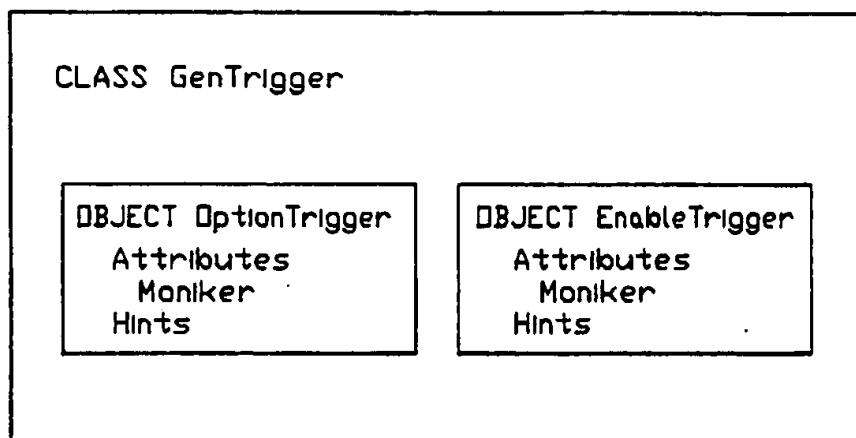 CLASS GenTrigger
OBJECT OptionTrigger
Attributes
Moniker
Hints
OBJECT EnableTrigger
Attributes
Moniker
Hints